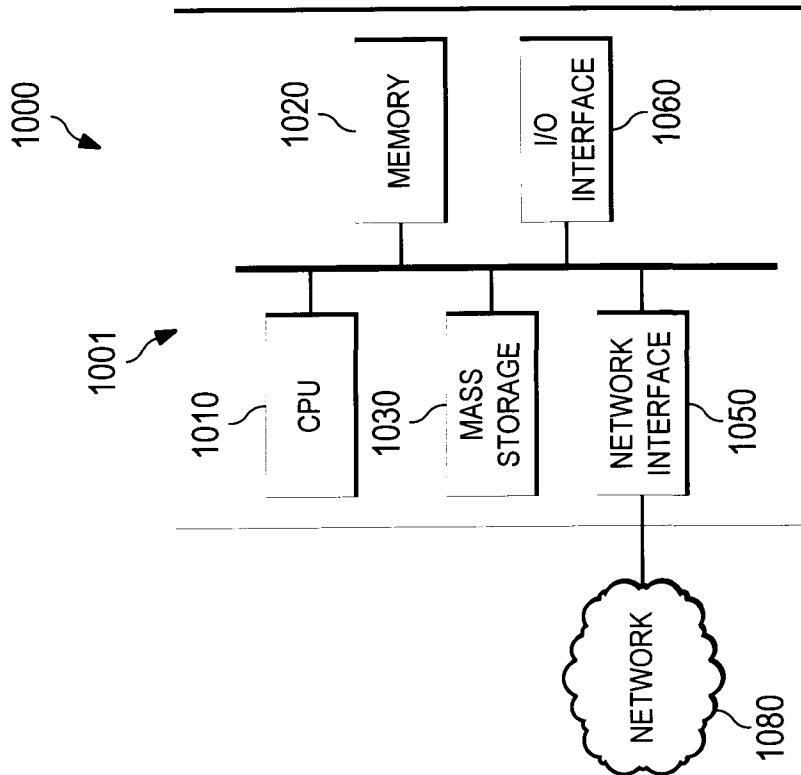 1000
1001
1010
CPU
1020
MEMORY
1030
MASS
STORAGE
1060
I/O
INTERFACE
1050
NETWORK
INTERFACE
1080
NETWORK